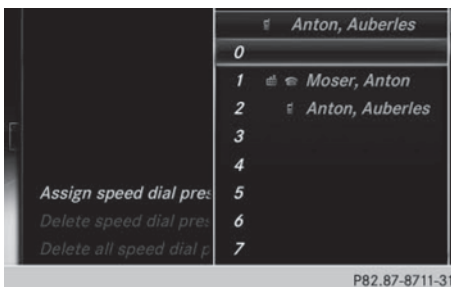 Anton, Auberles
0
1 Moser, Anton
2 Anton, Auberles
3
4
Assign speed dial pres 5
Delete speed dial pres 6
Delete all speed dial p 7
P82.87-8711-31